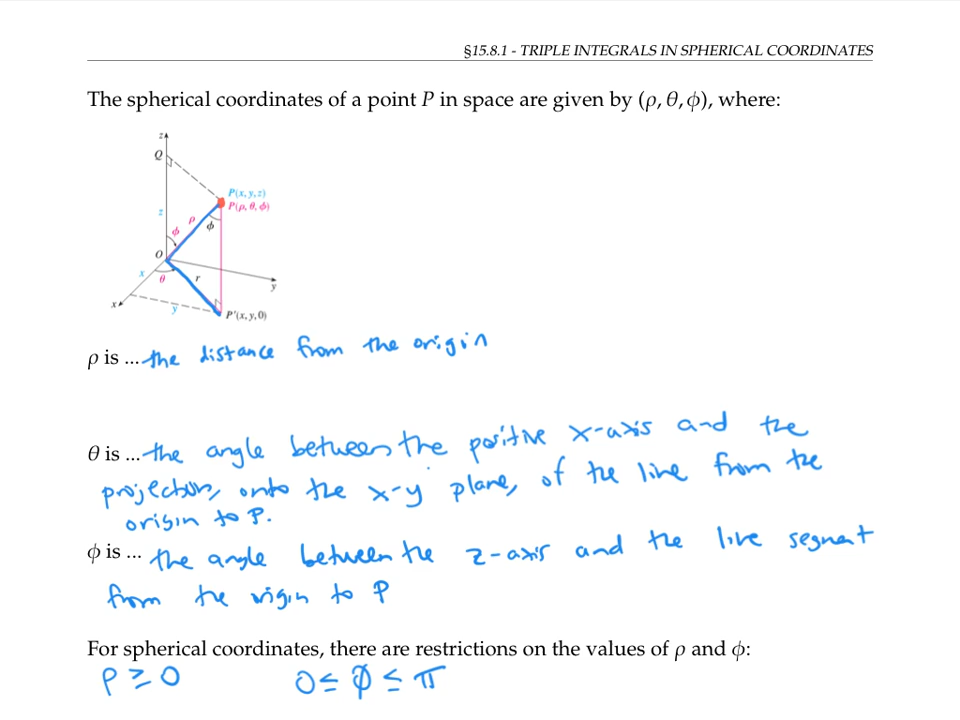 §15.8.1 - TRIPLE INTEGRALS IN SPHERICAL COORDINATES
The spherical coordinates of a point P in space are given by (ρ, θ, ϕ), where:
z
Q
P(x, y, z)
P(ρ, θ, ϕ)
z
ρ
ϕ
ϕ
O
x
θ
r
y
x
y
P'(x, y, 0)
ρ is ... the distance from the origin
θ is ... the angle between the positive x-axis and the
projection, onto the x-y plane, of the line from the
origin to P.
ϕ is ... the angle between the z-axis and the line segment
from the origin to P
For spherical coordinates, there are restrictions on the values of ρ and ϕ:
ρ ≥ 0 0 ≤ ϕ ≤ π